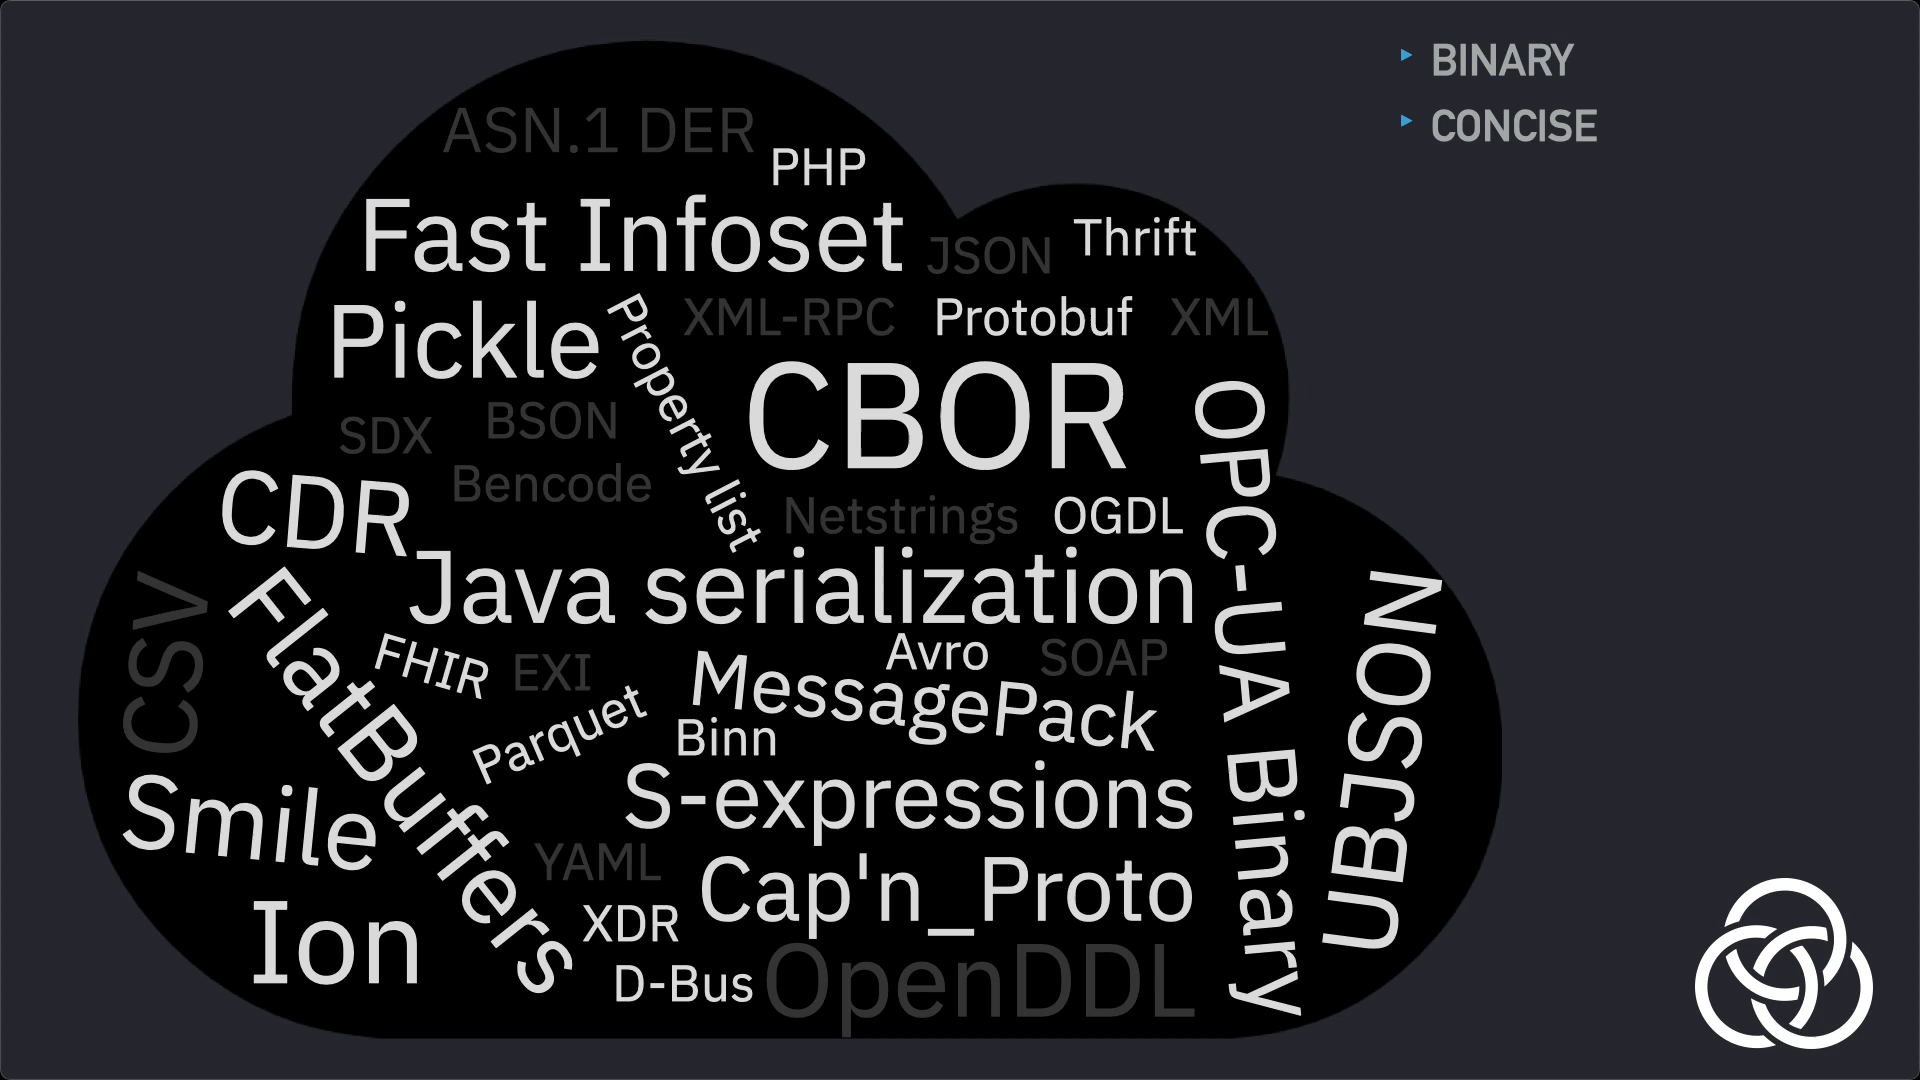 BINARY
CONCISE
ASN.1 DER
PHP
Fast Infoset
JSON
Thrift
Pickle
Property list
XML-RPC
Protobuf
XML
CBOR
OPC-UA Binary
SDX
BSON
CDR
Bencode
Netstrings
OGDL
Java serialization
CSV
FlatBuffers
FHIR
EXI
Avro
SOAP
UBJSON
MessagePack
Parquet
Binn
Smile
S-expressions
YAML
Cap'n_Proto
Ion
XDR
D-Bus
OpenDDL